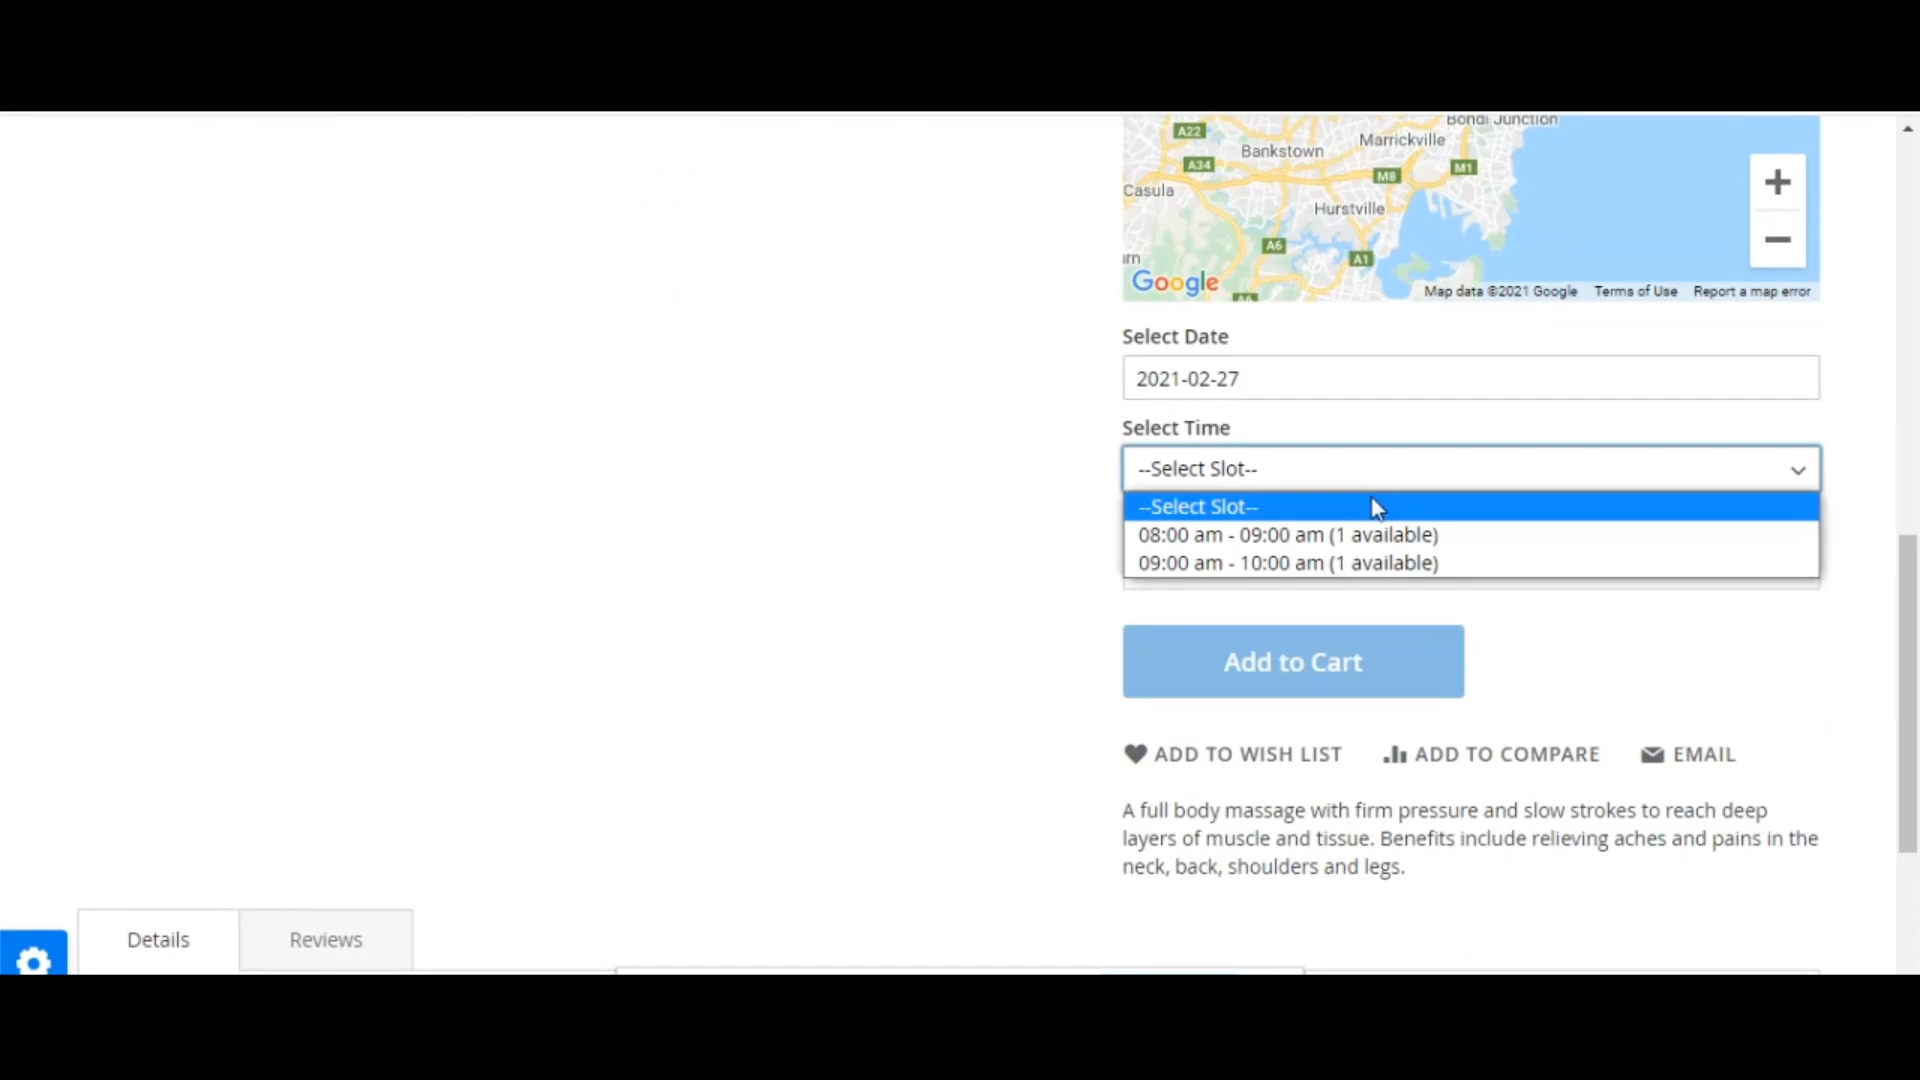 Bondi Junction
A22
Marrickville
Bankstown
A34
M1
M8
Casula
Hurstville
A6
A1
urn
Google
A6
Map data ©2021 Google Terms of Use Report a map error
Select Date
2021-02-27
Select Time
--Select Slot--
--Select Slot--
08:00 am - 09:00 am (1 available)
09:00 am - 10:00 am (1 available)
Add to Cart
ADD TO WISH LIST ADD TO COMPARE EMAIL
A full body massage with firm pressure and slow strokes to reach deep
layers of muscle and tissue. Benefits include relieving aches and pains in the
neck, back, shoulders and legs.
Details Reviews